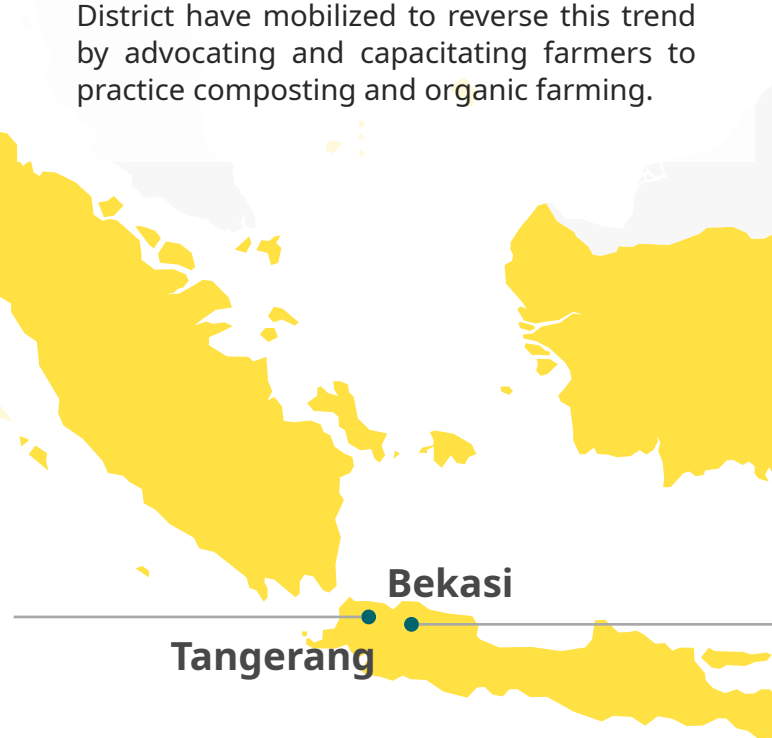 District have mobilized to reverse this trend
by advocating and capacitating farmers to
practice composting and organic farming.
Bekasi
Tangerang